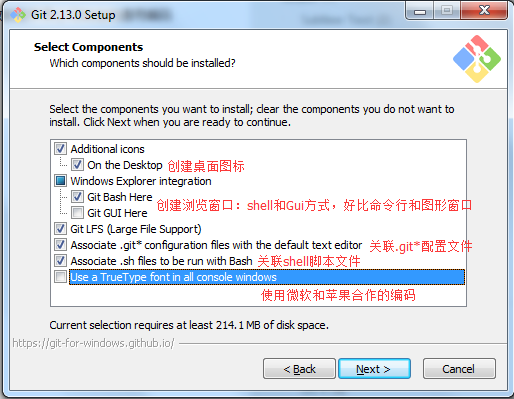 Git 2.13.0 Setup
Select Components
Which components should be installed?
Select the components you want to install; clear the components you do not want to
install. Click Next when you are ready to continue.
Additional icons
On the Desktop 创建桌面图标
Windows Explorer integration
Git Bash Here
创建浏览窗口：shell和Gui方式，好比命令行和图形窗口
Git GUI Here
Git LFS (Large File Support)
Associate .git* configuration files with the default text editor 关联.git*配置文件
Associate .sh files to be run with Bash 关联shell脚本文件
Use a TrueType font in all console windows
使用微软和苹果合作的编码
Current selection requires at least 214.1 MB of disk space.
https://git-for-windows.github.io/
< Back Next > Cancel